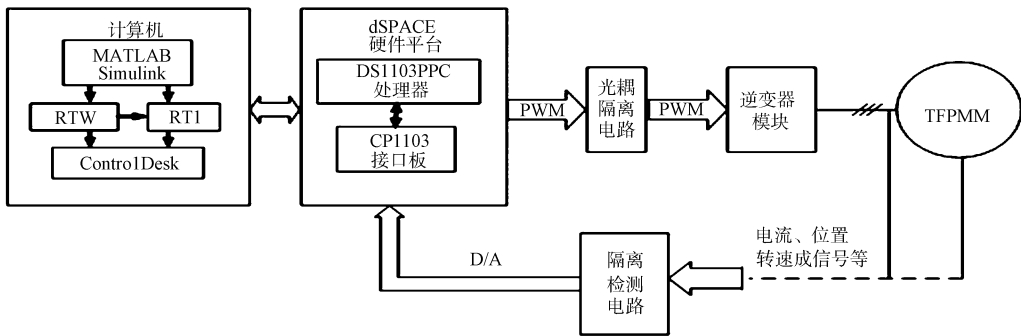 计算机
MATLAB
Simulink
RTW
RT1
Contro1Desk
dSPACE
硬件平台
DS1103PPC
处理器
CP1103
接口板
PWM
光耦
隔离
电路
PWM
逆变器
模块
TFPMM
电流、位置
转速成信号等
隔离
检测
电路
D/A